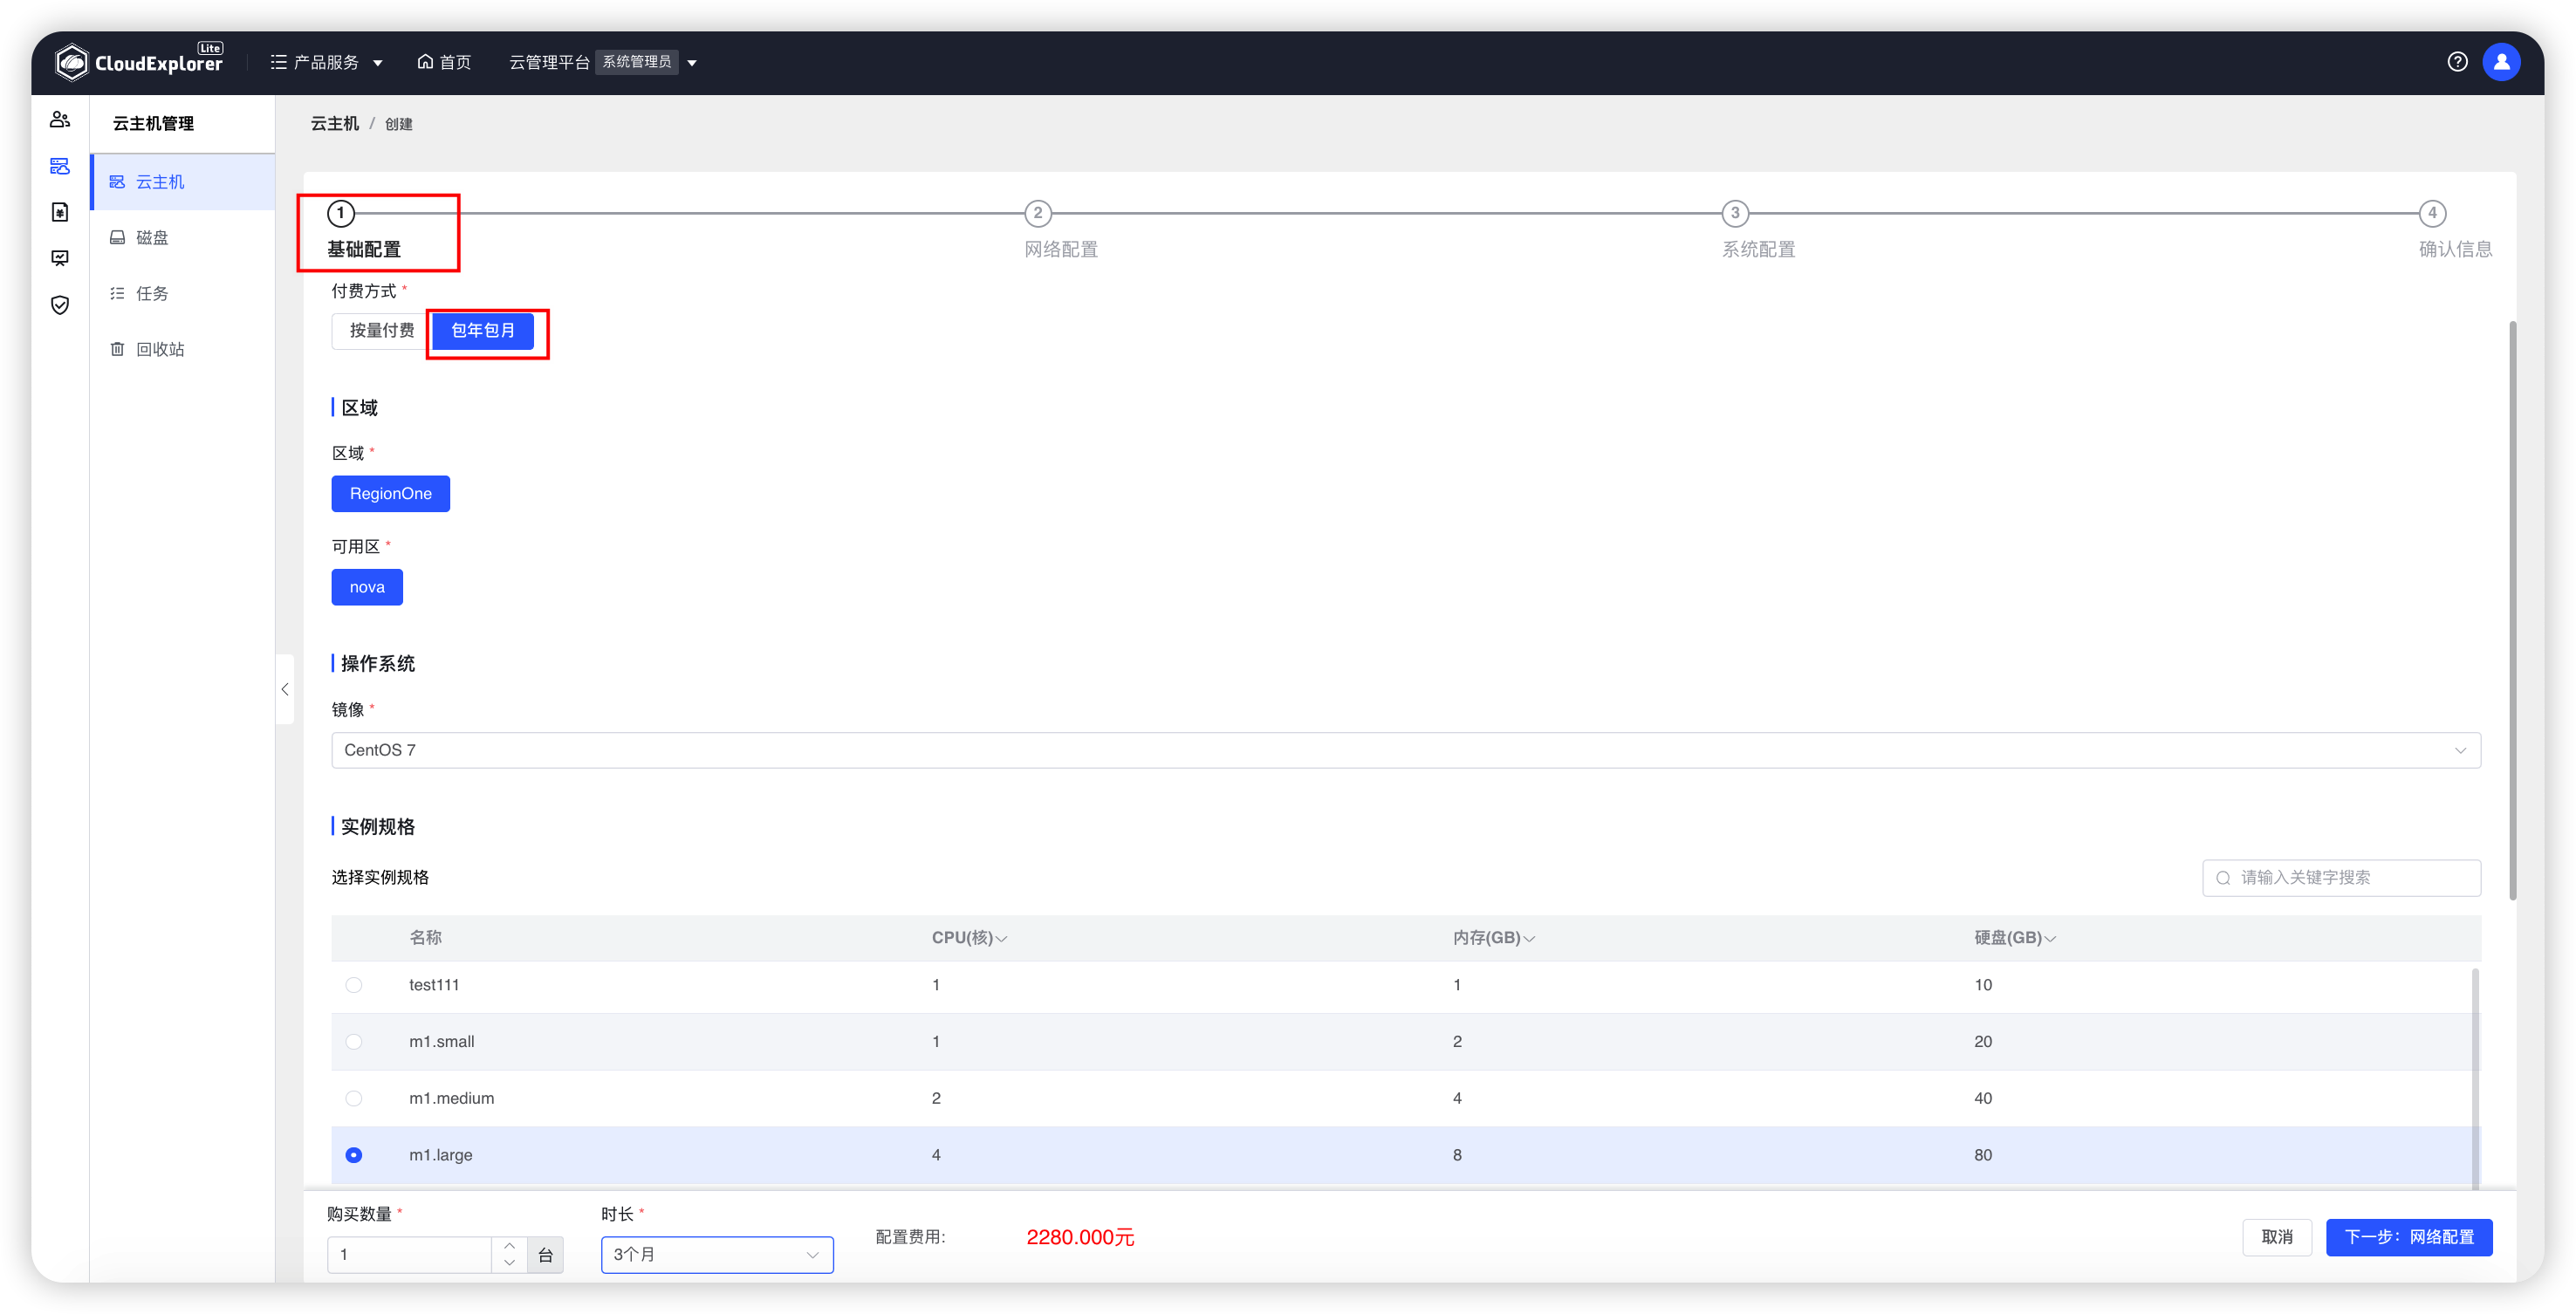 CloudExplorer Lite 产品服务 首页 云管理平台 系统管理员
云主机管理
云主机
磁盘
任务
回收站
云主机 / 创建
1 2 3 4
基础配置 网络配置 系统配置 确认信息
付费方式 *
按量付费 包年包月
区域
区域 *
RegionOne
可用区 *
nova
操作系统
镜像 *
CentOS 7
实例规格
选择实例规格 请输入关键字搜索
名称 CPU(核) 内存(GB) 硬盘(GB)
test111 1 1 10
m1.small 1 2 20
m1.medium 2 4 40
m1.large 4 8 80
购买数量 * 时长 *
1 台 3个月 配置费用: 2280.000元 取消 下一步：网络配置